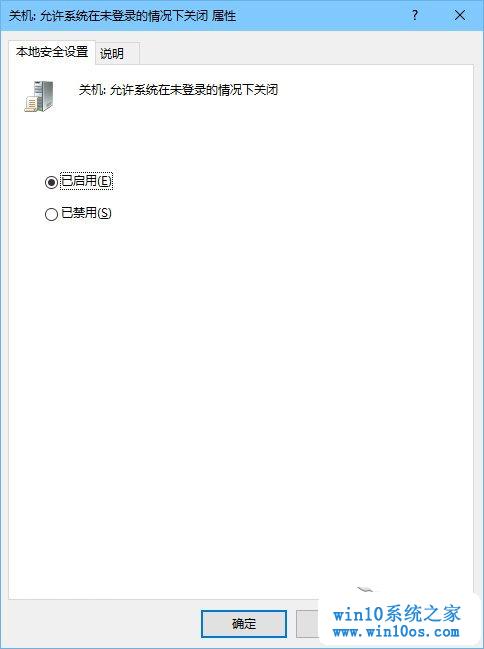 关机: 允许系统在未登录的情况下关闭 属性
本地安全设置 说明
关机: 允许系统在未登录的情况下关闭
已启用(E)
已禁用(S)
确定
win10系统之家
www.win10os.com